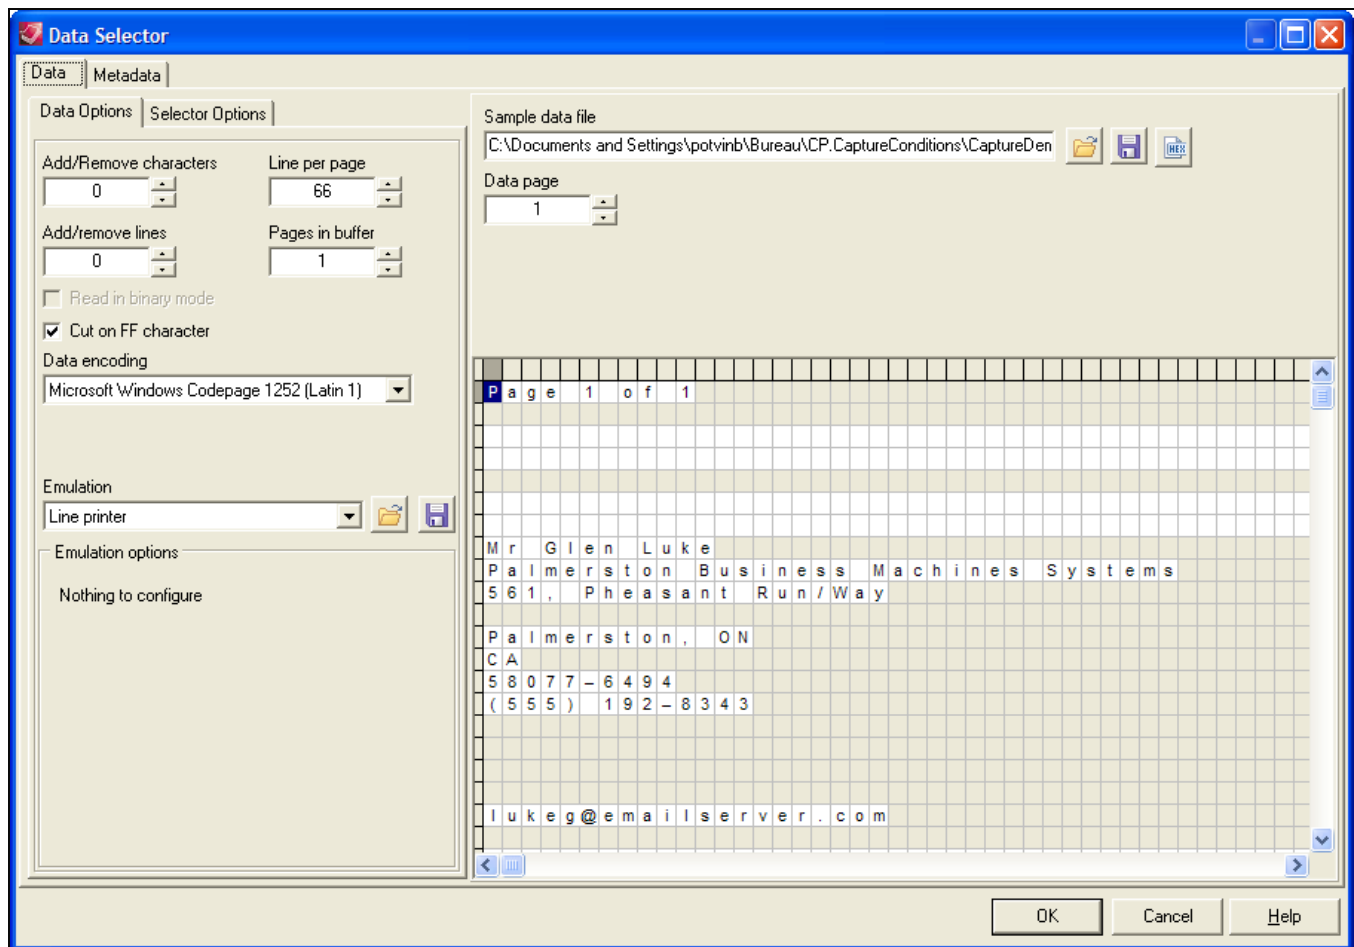 Data Selector
Data Metadata
Data Options Selector Options
Add/Remove characters Line per page
0 66
Add/remove lines Pages in buffer
0 1
Read in binary mode
Cut on FF character
Data encoding
Microsoft Windows Codepage 1252 (Latin 1)
Emulation
Line printer
Emulation options
Nothing to configure
Sample data file
C:\Documents and Settings\potvinb\Bureau\CP.CaptureConditions\CaptureDen
HEX
Data page
1
Page 1 of 1
Mr Glen Luke
Palmerston Business Machines Systems
561, Pheasant Run/Way
Palmerston, ON
CA
58077-6494
(555) 192-8343
lukeg@emailserver.com
OK Cancel Help